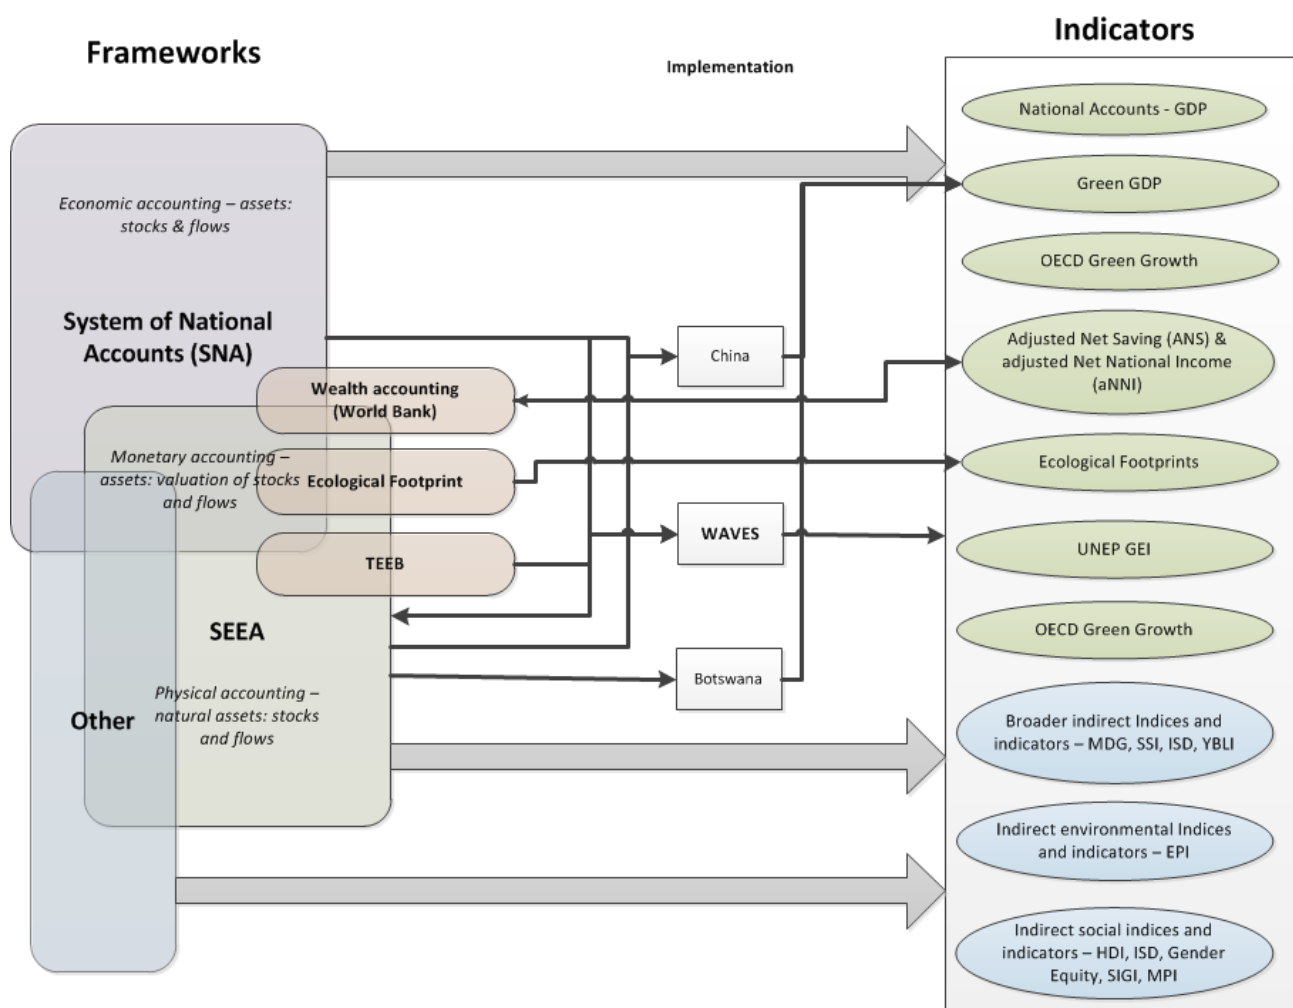 Frameworks
Implementation
Indicators
Economic accounting – assets:
stocks & flows
System of National
Accounts (SNA)
Wealth accounting
(World Bank)
Monetary accounting –
assets: valuation of stocks
and flows
Ecological Footprint
TEEB
SEEA
Physical accounting –
natural assets: stocks
and flows
Other
China
WAVES
Botswana
National Accounts - GDP
Green GDP
OECD Green Growth
Adjusted Net Saving (ANS) &
adjusted Net National Income
(aNNI)
Ecological Footprints
UNEP GEI
OECD Green Growth
Broader indirect Indices and
indicators – MDG, SSI, ISD, YBLI
Indirect environmental Indices
and indicators – EPI
Indirect social indices and
indicators – HDI, ISD, Gender
Equity, SIGI, MPI